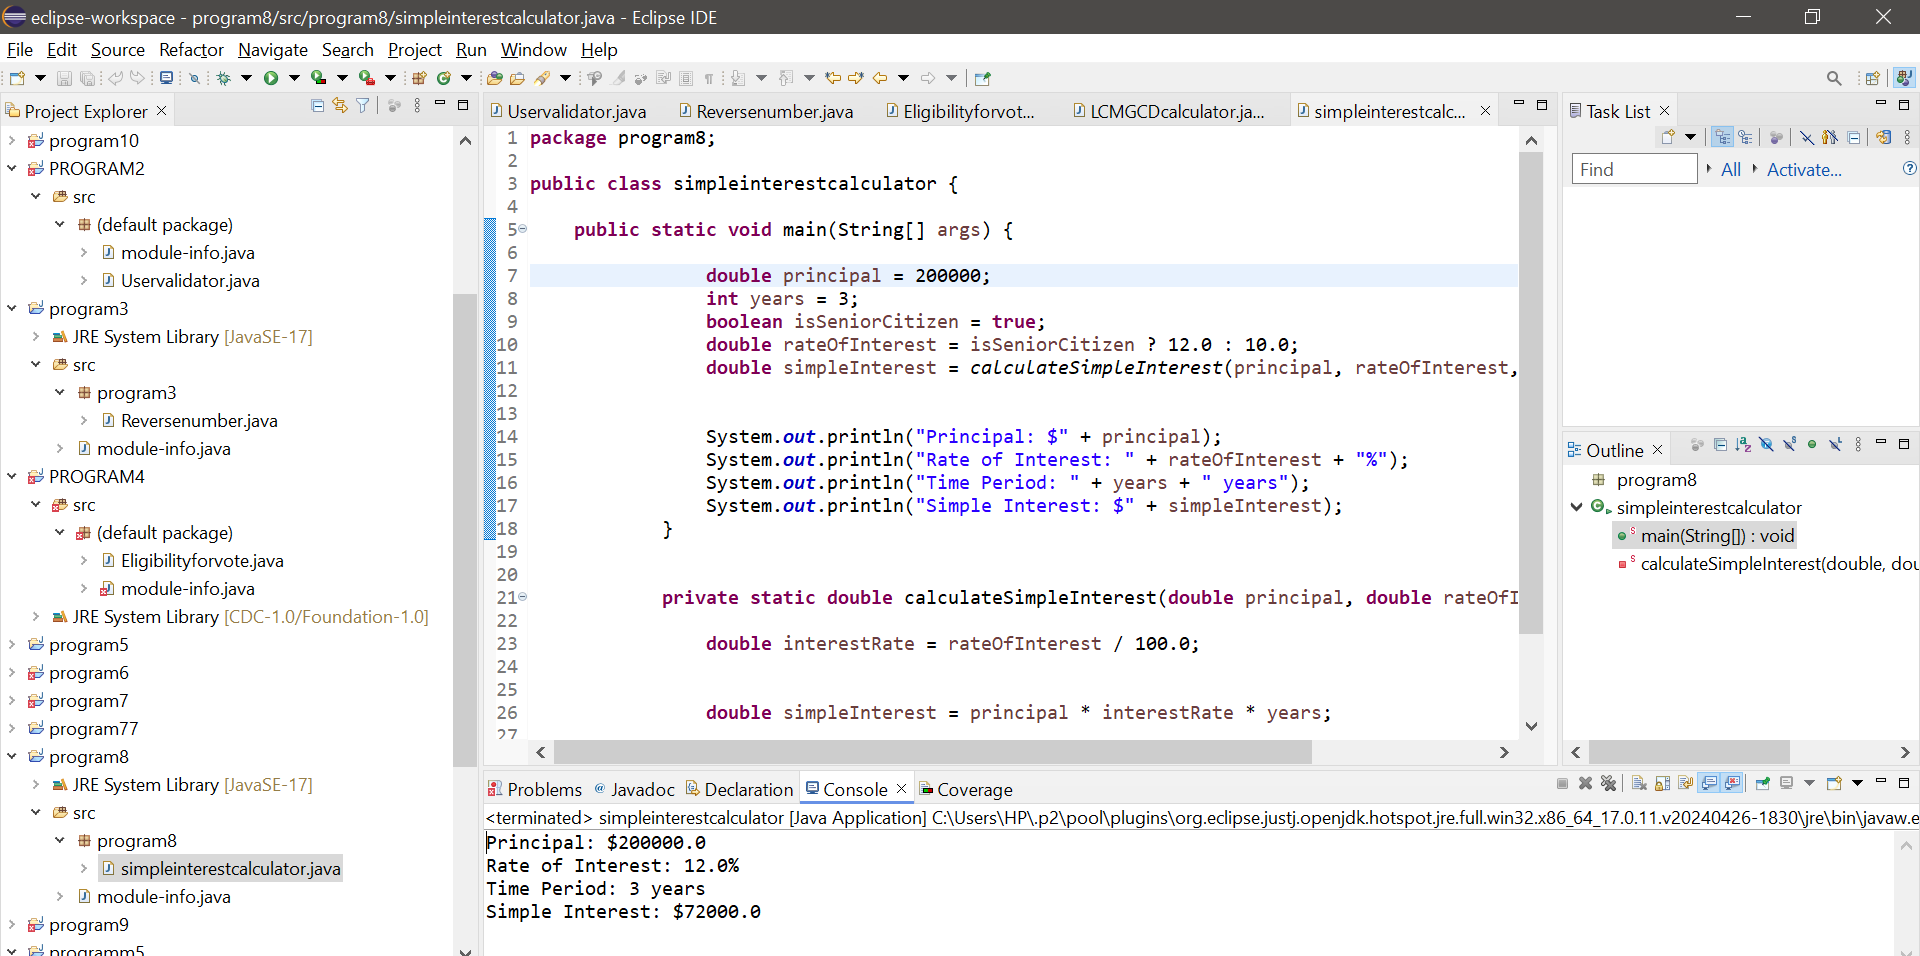 eclipse-workspace - program8/src/program8/simpleinterestcalculator.java - Eclipse IDE
File Edit Source Refactor Navigate Search Project Run Window Help
Project Explorer
program10
PROGRAM2
src
(default package)
module-info.java
Uservalidator.java
program3
JRE System Library [JavaSE-17]
src
program3
Reversenumber.java
module-info.java
PROGRAM4
src
(default package)
Eligibilityforvote.java
module-info.java
JRE System Library [CDC-1.0/Foundation-1.0]
program5
program6
program7
program77
program8
JRE System Library [JavaSE-17]
src
program8
simpleinterestcalculator.java
module-info.java
program9
programm5
Uservalidator.java Reversenumber.java Eligibilityforvot... LCMGCDcalculator.ja... simpleinterestcalc...
1 package program8;
2
3 public class simpleinterestcalculator {
4
5 public static void main(String[] args) {
6
7 double principal = 200000;
8 int years = 3;
9 boolean isSeniorCitizen = true;
10 double rateOfInterest = isSeniorCitizen ? 12.0 : 10.0;
11 double simpleInterest = calculateSimpleInterest(principal, rateOfInterest,
12
13
14 System.out.println("Principal: $" + principal);
15 System.out.println("Rate of Interest: " + rateOfInterest + "%");
16 System.out.println("Time Period: " + years + " years");
17 System.out.println("Simple Interest: $" + simpleInterest);
18 }
19
20
21 private static double calculateSimpleInterest(double principal, double rateOfI
22
23 double interestRate = rateOfInterest / 100.0;
24
25
26 double simpleInterest = principal * interestRate * years;
27
Task List
Find All Activate...
Outline
program8
simpleinterestcalculator
main(String[]) : void
calculateSimpleInterest(double, dou
Problems Javadoc Declaration Console Coverage
<terminated> simpleinterestcalculator [Java Application] C:\Users\HP\.p2\pool\plugins\org.eclipse.justj.openjdk.hotspot.jre.full.win32.x86_64_17.0.11.v20240426-1830\jre\bin\javaw.e
Principal: $200000.0
Rate of Interest: 12.0%
Time Period: 3 years
Simple Interest: $72000.0